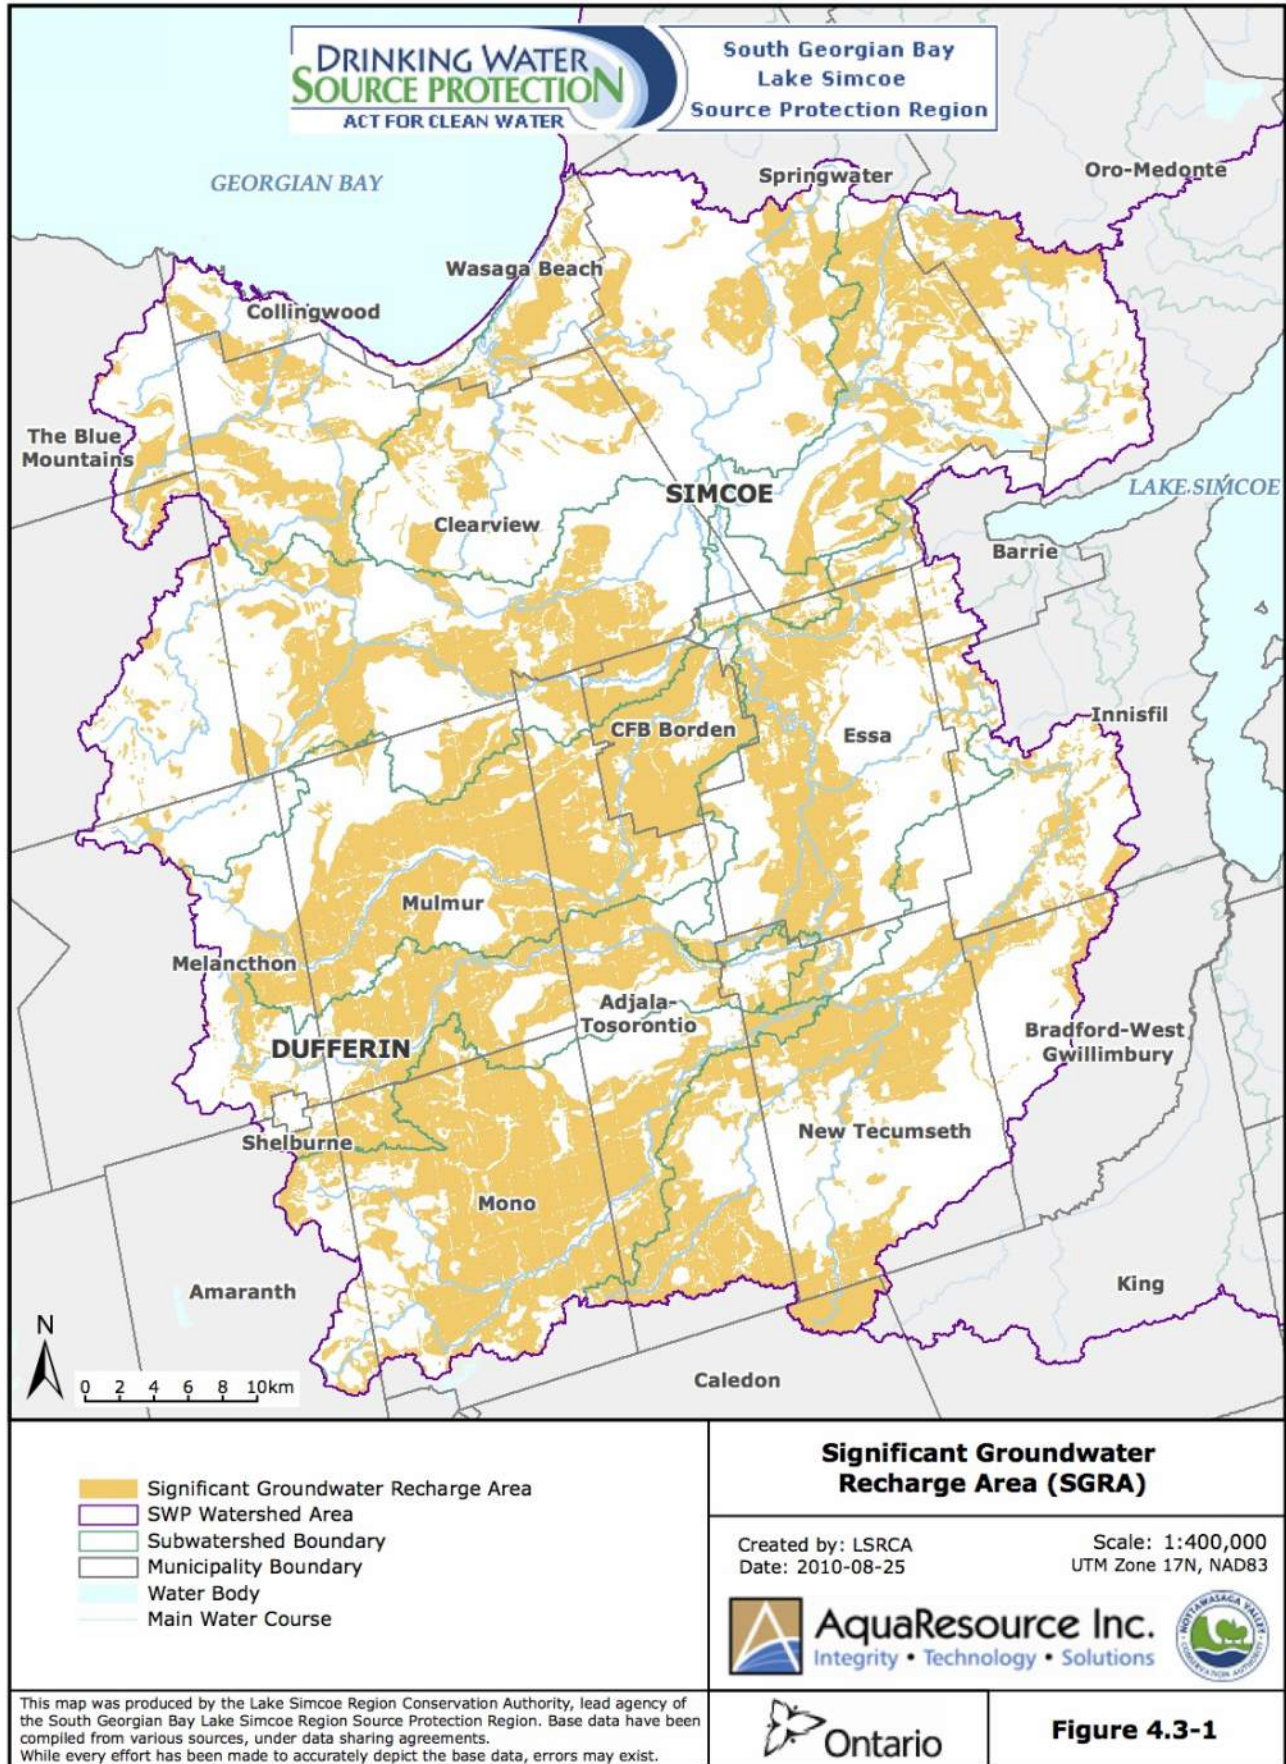 DRINKING WATER
SOURCE PROTECTION
ACT FOR CLEAN WATER
South Georgian Bay
Lake Simcoe
Source Protection Region
GEORGIAN BAY
Springwater
Oro-Medonte
Wasaga Beach
Collingwood
The Blue
Mountains
SIMCOE
LAKE SIMCOE
Clearview
Barrie
Innisfil
CFB Borden
Essa
Mulmur
Melancthon
Adjala-
Tosorontio
Bradford-West
Gwillimbury
DUFFERIN
Shelburne
New Tecumseth
Mono
Amaranth
King
N
Caledon
0 2 4 6 8 10km
Significant Groundwater Recharge Area
SWP Watershed Area
Subwatershed Boundary
Municipality Boundary
Water Body
Main Water Course
Significant Groundwater
Recharge Area (SGRA)
Created by: LSRCA
Date: 2010-08-25
Scale: 1:400,000
UTM Zone 17N, NAD83
AquaResource Inc.
Integrity • Technology • Solutions
NOTTAWASAGA VALLEY
CONSERVATION AUTHORITY
This map was produced by the Lake Simcoe Region Conservation Authority, lead agency of
the South Georgian Bay Lake Simcoe Region Source Protection Region. Base data have been
compiled from various sources, under data sharing agreements.
While every effort has been made to accurately depict the base data, errors may exist.
Ontario
Figure 4.3-1